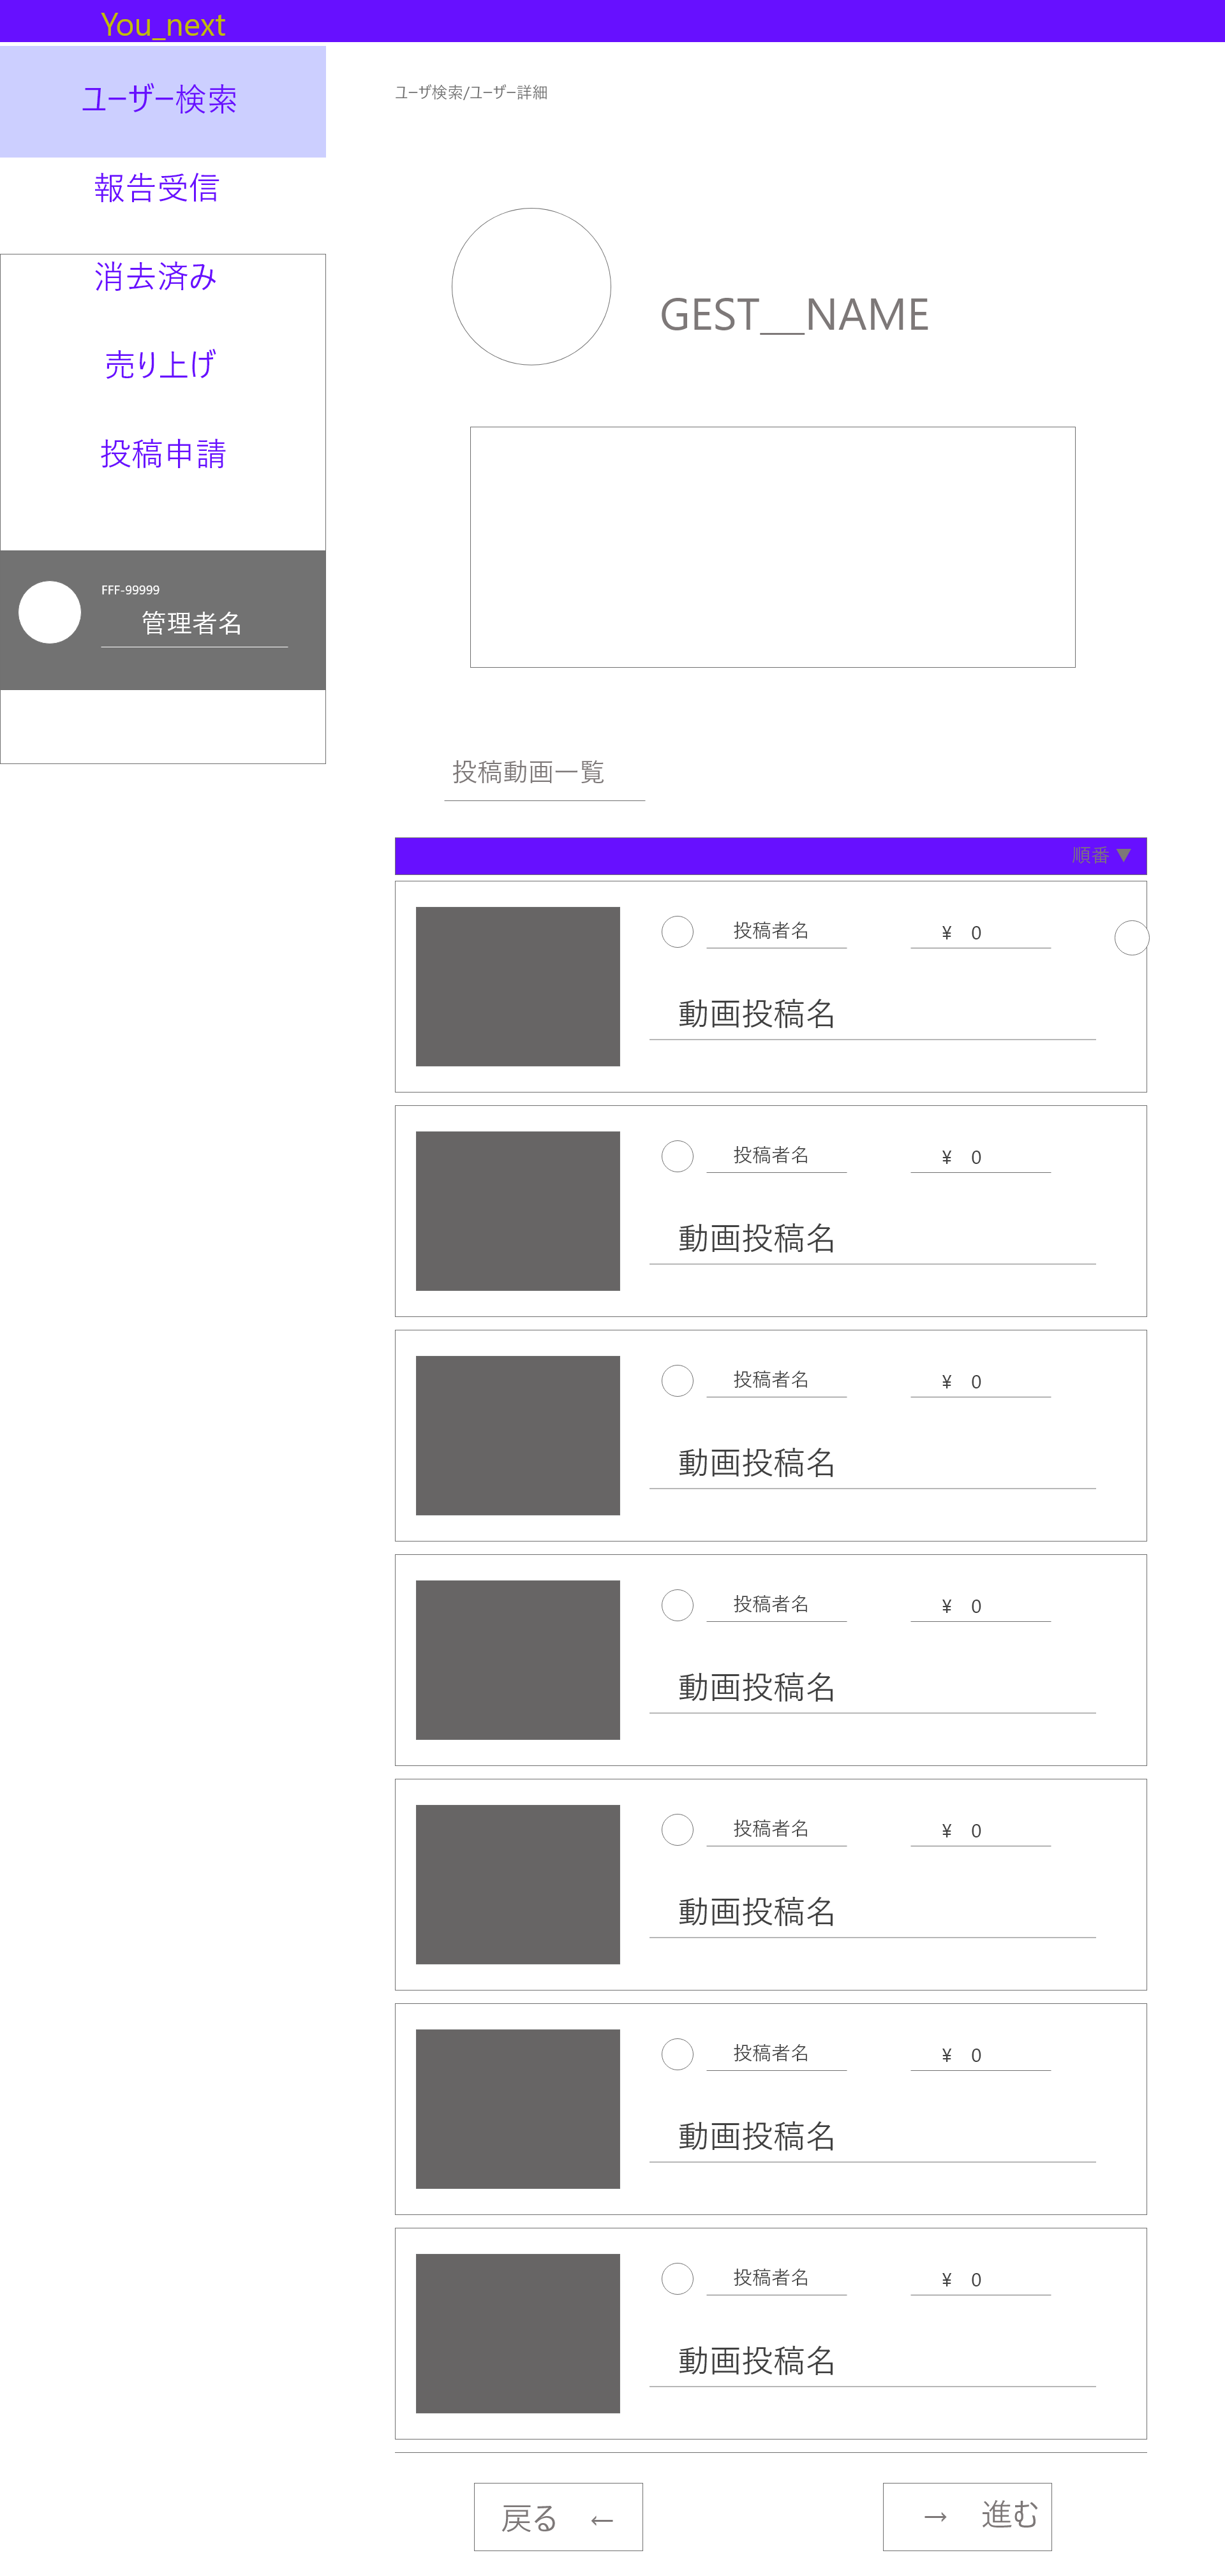 You_next
ユーザー検索
報告受信
消去済み
売り上げ
投稿申請
FFF-99999
管理者名
ユーザ検索/ユーザー詳細
GEST__NAME
投稿動画一覧
順番 ▼
投稿者名 ¥ 0
動画投稿名
投稿者名 ¥ 0
動画投稿名
投稿者名 ¥ 0
動画投稿名
投稿者名 ¥ 0
動画投稿名
投稿者名 ¥ 0
動画投稿名
投稿者名 ¥ 0
動画投稿名
投稿者名 ¥ 0
動画投稿名
戻る ← → 進む